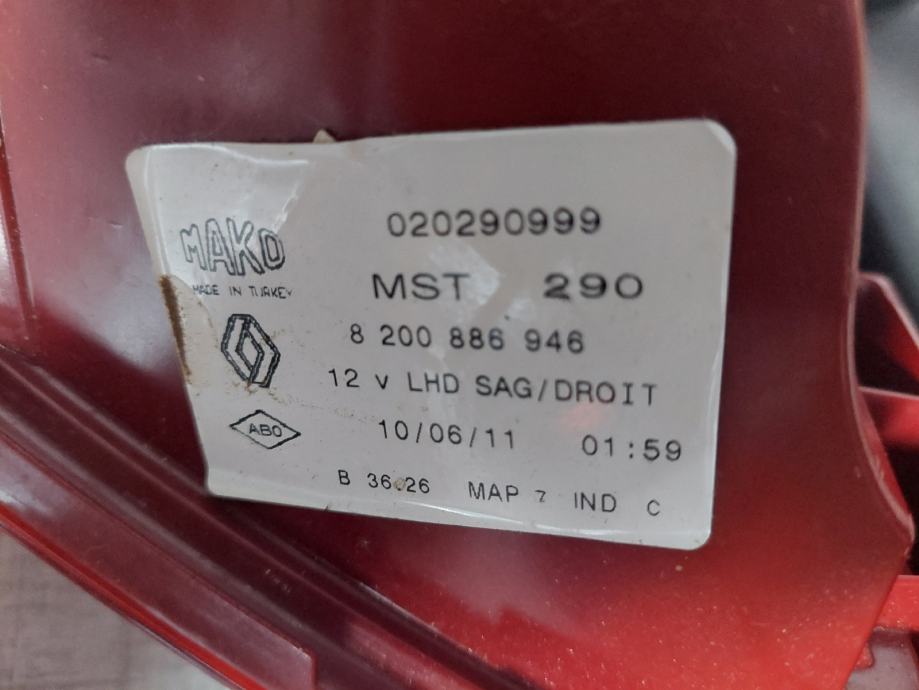 020290999
MAKO
MADE IN TURKEY
MST 290
8 200 886 946
12 v LHD SAG/DROIT
ABO
10/06/11 01:59
B 36.26 MAP 7 IND C